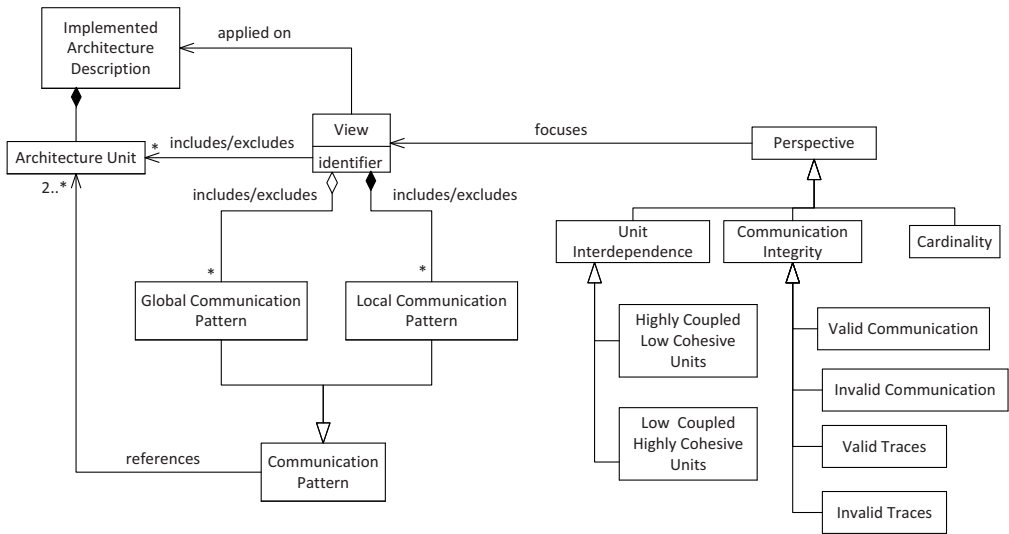 Implemented
Architecture
Description
applied on
View
identifier
includes/excludes
*
Architecture Unit
2..*
focuses
Perspective
includes/excludes
includes/excludes
*
*
Global Communication
Pattern
Local Communication
Pattern
references
Communication
Pattern
Unit
Interdependence
Communication
Integrity
Cardinality
Highly Coupled
Low Cohesive
Units
Low Coupled
Highly Cohesive
Units
Valid Communication
Invalid Communication
Valid Traces
Invalid Traces